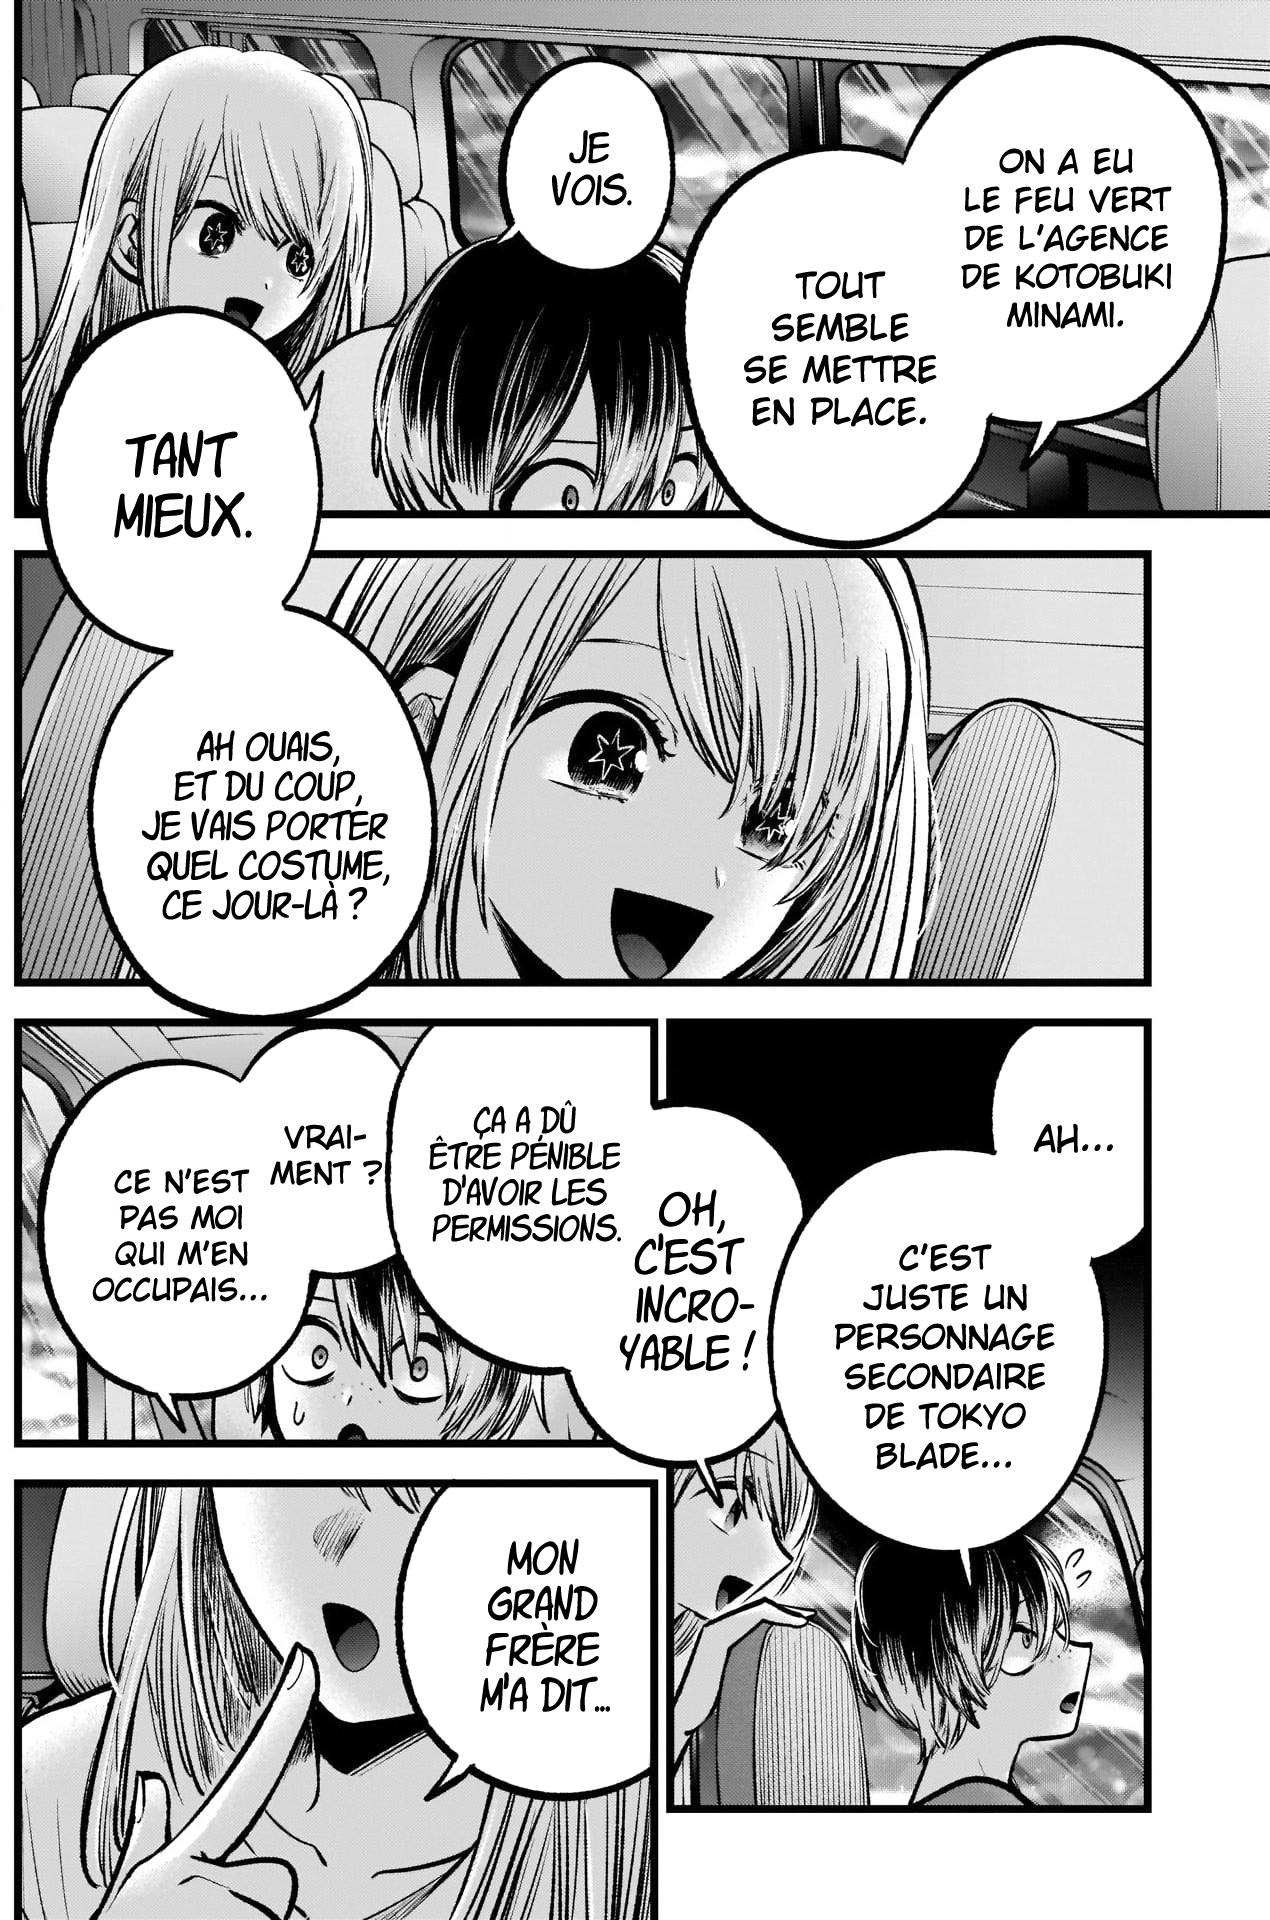 ON A EU
LE FEU VERT
DE L'AGENCE
DE KOTOBUKI
MINAMI.
TOUT
SEMBLE
SE METTRE
EN PLACE.
JE
VOIS.
TANT
MIEUX.
AH OUAIS,
ET DU COUP,
JE VAIS PORTER
QUEL COSTUME,
CE JOUR-LÀ ?
AH...
C'EST
JUSTE UN
PERSONNAGE
SECONDAIRE
DE TOKYO
BLADE...
OH,
C'EST
INCRO-
YABLE !
ÇA A DÛ
ÊTRE PÉNIBLE
D'AVOIR LES
PERMISSIONS.
VRAI-
MENT ?
CE N'EST
PAS MOI
QUI M'EN
OCCUPAIS...
MON
GRAND
FRÈRE
M'A DIT...